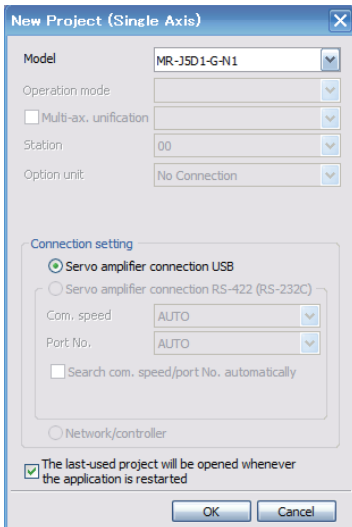 New Project (Single Axis)
Model MR-J5D1-G-N1
Operation mode
Multi-ax. unification
Station 00
Option unit No Connection
Connection setting
Servo amplifier connection USB
Servo amplifier connection RS-422 (RS-232C)
Com. speed AUTO
Port No. AUTO
Search com. speed/port No. automatically
Network/controller
The last-used project will be opened whenever
the application is restarted
OK Cancel